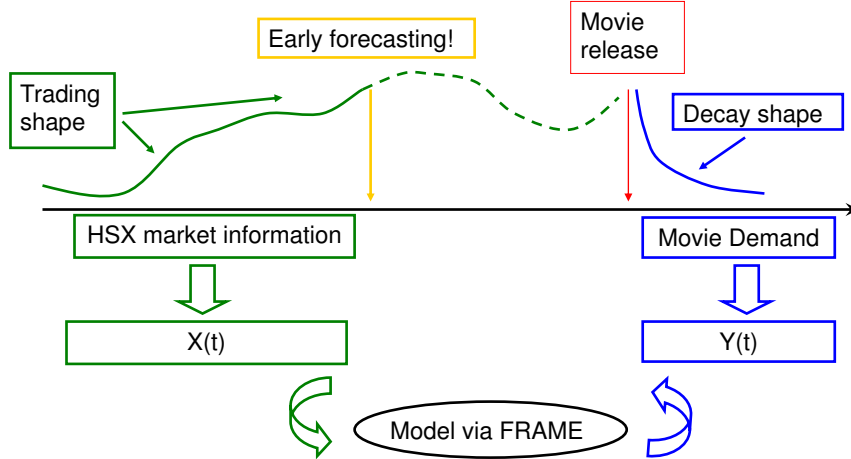 Early forecasting!
Movie
release
Trading
shape
Decay shape
HSX market information
Movie Demand
X(t)
Y(t)
Model via FRAME